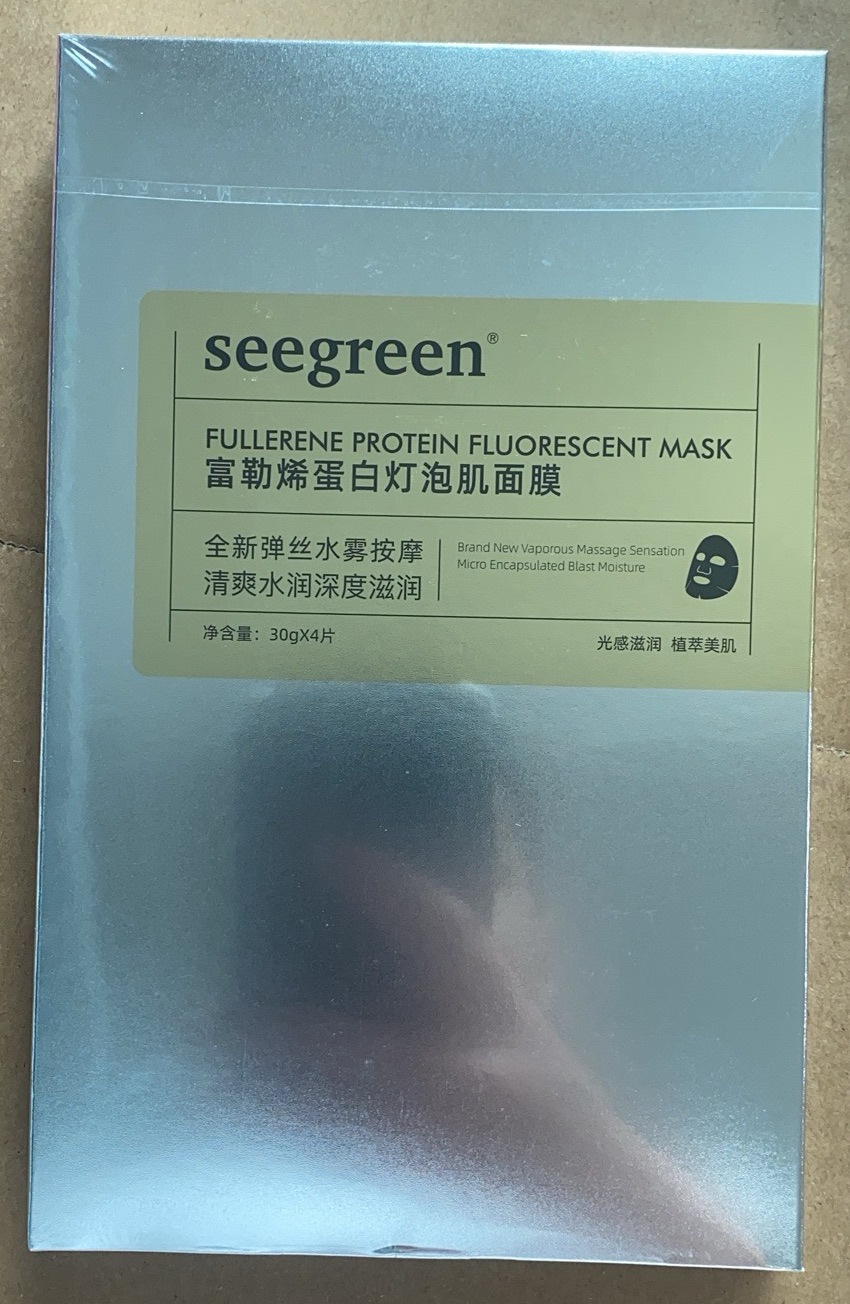 seegreen®
FULLERENE PROTEIN FLUORESCENT MASK
富勒烯蛋白灯泡肌面膜
全新弹丝水雾按摩
清爽水润深度滋润
Brand New Vaporous Massage Sensation
Micro Encapsulated Blast Moisture
净含量：30gX4片
光感滋润 植萃美肌